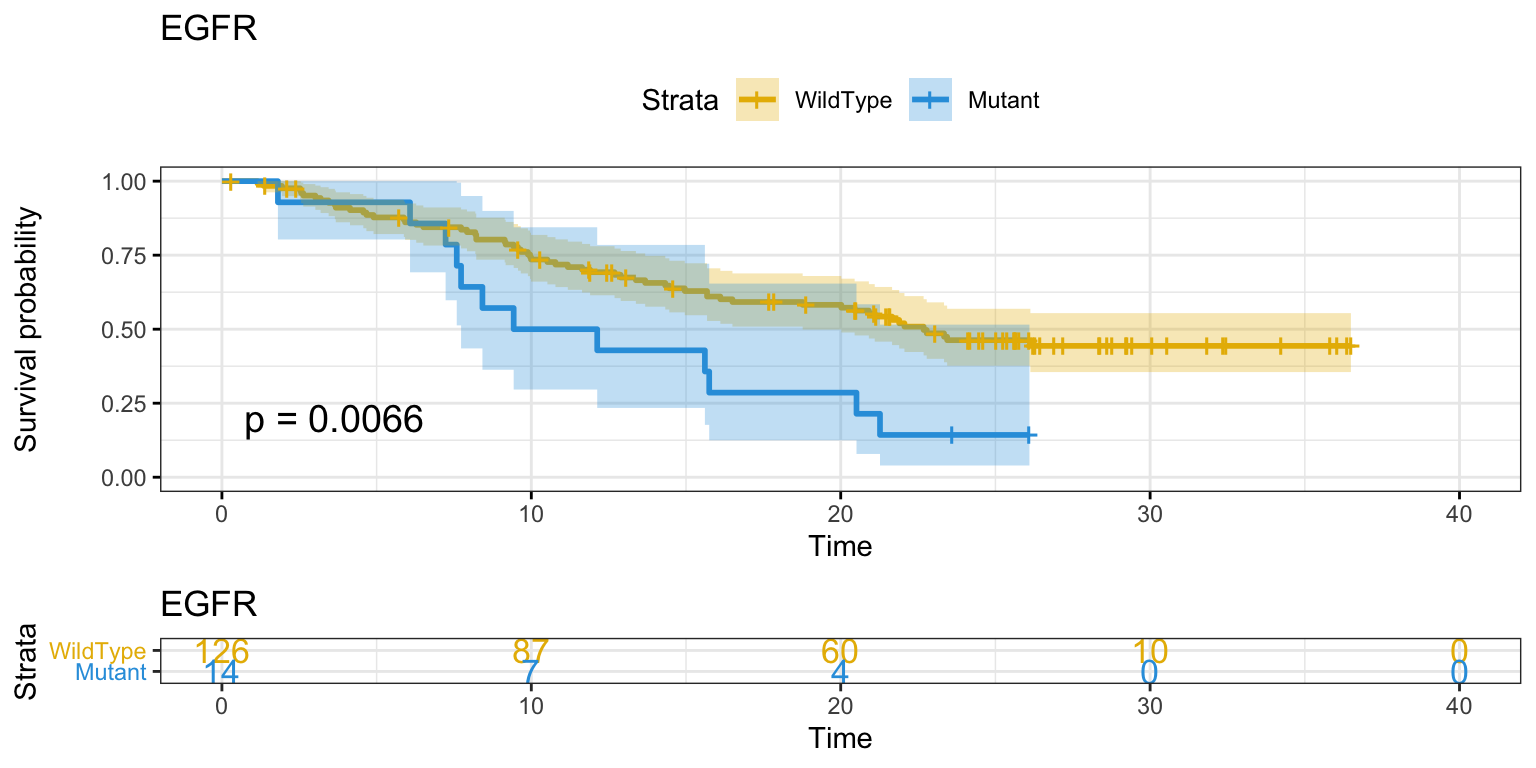 EGFR
Strata WildType Mutant
Survival probability
1.00
0.75
0.50
0.25
0.00
p = 0.0066
0 10 20 30 40
Time
EGFR
Strata
WildType 126 87 60 10 0
Mutant 14 7 4 0 0
0 10 20 30 40
Time